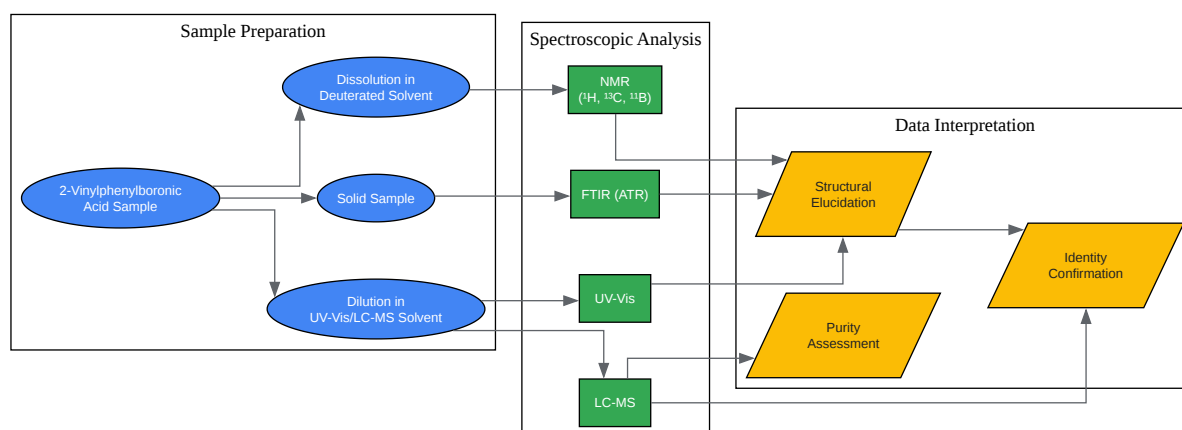 Sample Preparation
Dissolution in
Deuterated Solvent
2-Vinylphenylboronic
Acid Sample
Solid Sample
Dilution in
UV-Vis/LC-MS Solvent
Spectroscopic Analysis
NMR
(¹H, ¹³C, ¹¹B)
FTIR (ATR)
UV-Vis
LC-MS
Data Interpretation
Structural
Elucidation
Identity
Confirmation
Purity
Assessment